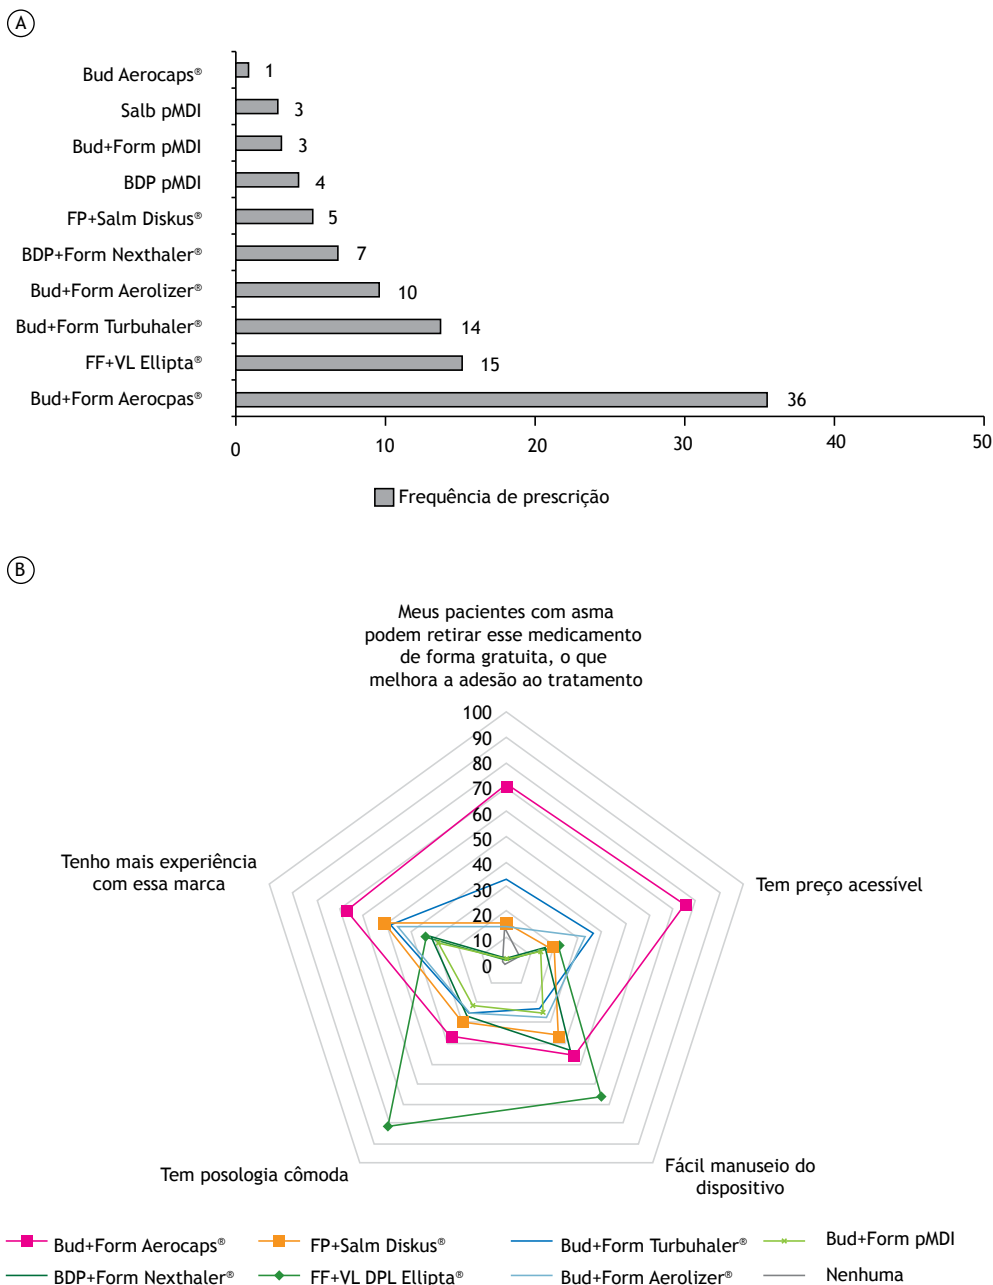 A
Bud Aerocaps® 1
Salb pMDI 3
Bud+Form pMDI 3
BDP pMDI 4
FP+Salm Diskus® 5
BDP+Form Nexthaler® 7
Bud+Form Aerolizer® 10
Bud+Form Turbuhaler® 14
FF+VL Ellipta® 15
Bud+Form Aerocpas® 36
0 10 20 30 40 50
Frequência de prescrição
B
Meus pacientes com asma
podem retirar esse medicamento
de forma gratuita, o que
melhora a adesão ao tratamento
100
90
80
70
60
50
40
30
20
10
0
Tenho mais experiência
com essa marca
Tem preço acessível
Tem posologia cômoda
Fácil manuseio do
dispositivo
Bud+Form Aerocaps® FP+Salm Diskus® Bud+Form Turbuhaler® Bud+Form pMDI
BDP+Form Nexthaler® FF+VL DPL Ellipta® Bud+Form Aerolizer® Nenhuma